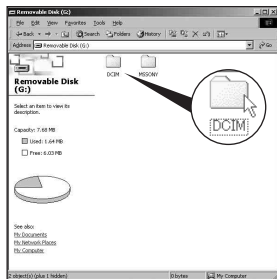 Removable Disk (G:)
File Edit View Favorites Tools Help
Back Search Folders History
Address Removable Disk (G:) Go
DCIM MSSONY
Removable Disk (G:)
Select an item to view its
description.
Capacity: 7.68 MB
Used: 1.64 MB
Free: 6.03 MB
DCIM
See also:
My Documents
My Network Places
My Computer
2 object(s) (plus 1 hidden) 0 bytes My Computer